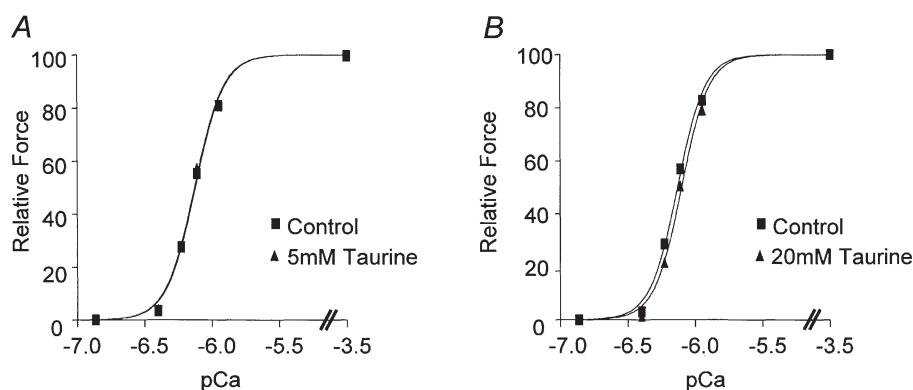 A
100
80
60
40
20
0
Relative Force
Control
5mM Taurine
-7.0 -6.5 -6.0 -5.5 -3.5
pCa
B
100
80
60
40
20
0
Relative Force
Control
20mM Taurine
-7.0 -6.5 -6.0 -5.5 -3.5
pCa